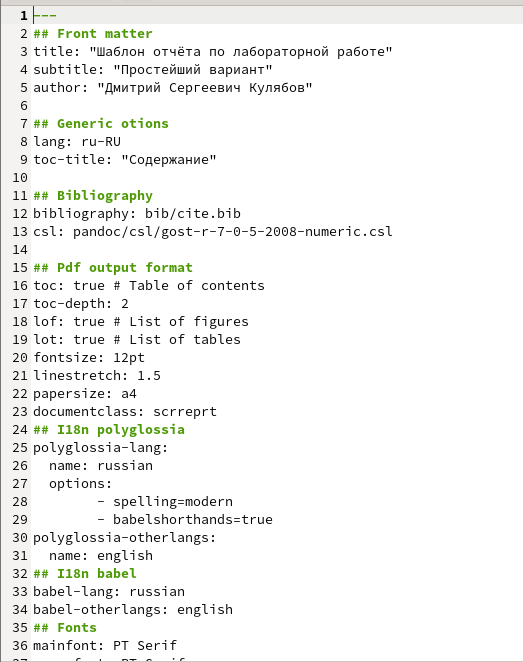 1 ---
2 ## Front matter
3 title: "Шаблон отчёта по лабораторной работе"
4 subtitle: "Простейший вариант"
5 author: "Дмитрий Сергеевич Кулябов"
6
7 ## Generic otions
8 lang: ru-RU
9 toc-title: "Содержание"
10
11 ## Bibliography
12 bibliography: bib/cite.bib
13 csl: pandoc/csl/gost-r-7-0-5-2008-numeric.csl
14
15 ## Pdf output format
16 toc: true # Table of contents
17 toc-depth: 2
18 lof: true # List of figures
19 lot: true # List of tables
20 fontsize: 12pt
21 linestretch: 1.5
22 papersize: a4
23 documentclass: scrreprt
24 ## I18n polyglossia
25 polyglossia-lang:
26   name: russian
27   options:
28         - spelling=modern
29         - babelshorthands=true
30 polyglossia-otherlangs:
31   name: english
32 ## I18n babel
33 babel-lang: russian
34 babel-otherlangs: english
35 ## Fonts
36 mainfont: PT Serif